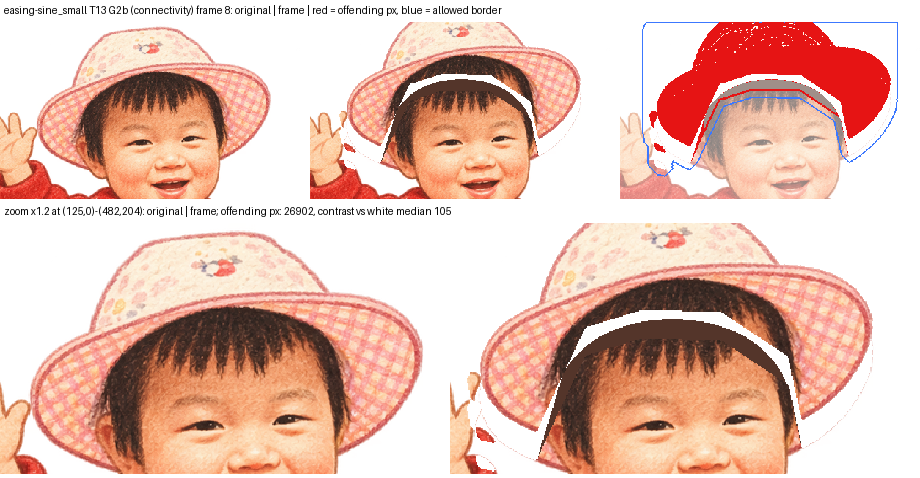 easing-sine_small T13 G2b (connectivity) frame 8: original | frame | red = offending px, blue = allowed border
zoom x1.2 at (125,0)-(482,204): original | frame; offending px: 26902, contrast vs white median 105